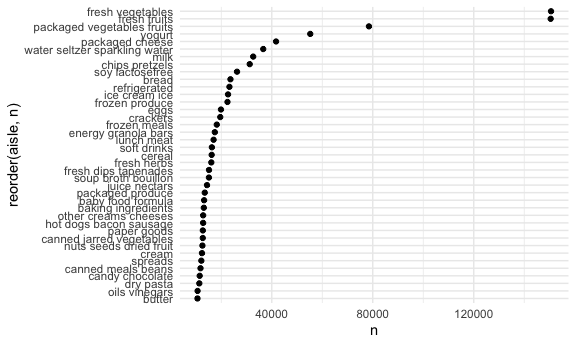 fresh vegetables
fresh fruits
packaged vegetables fruits
yogurt
packaged cheese
water seltzer sparkling water
milk
chips pretzels
soy lactosefree
bread
refrigerated
ice cream ice
frozen produce
eggs
crackers
frozen meals
energy granola bars
lunch meat
soft drinks
cereal
fresh herbs
fresh dips tapenades
soup broth bouillon
juice nectars
packaged produce
baby food formula
baking ingredients
other creams cheeses
hot dogs bacon sausage
paper goods
canned jarred vegetables
nuts seeds dried fruit
cream
spreads
canned meals beans
candy chocolate
dry pasta
oils vinegars
butter
reorder(aisle, n)
40000
80000
120000
n